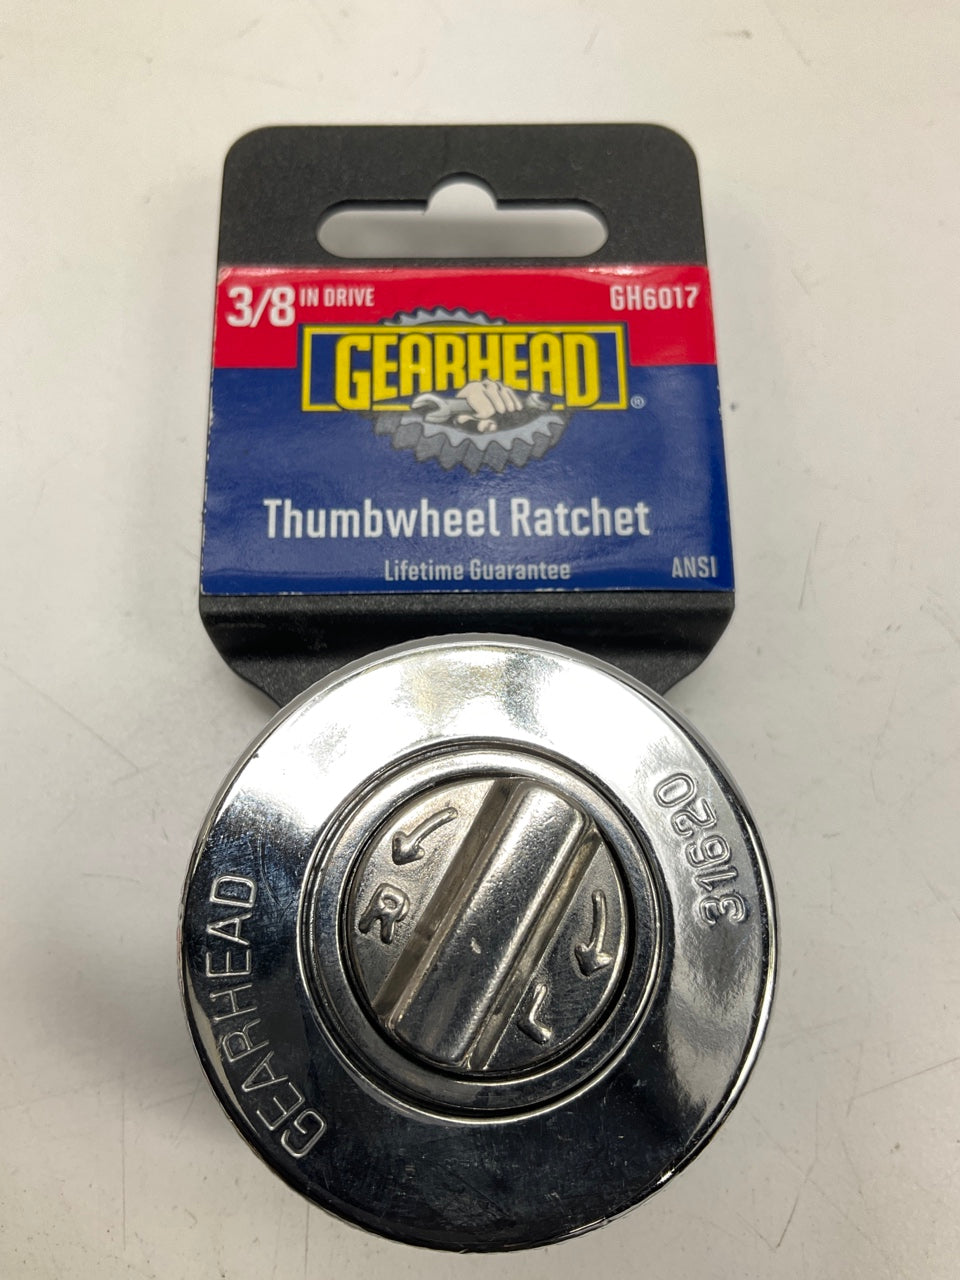 3/8 IN DRIVE
GH6017
GEARHEAD®
Thumbwheel Ratchet
Lifetime Guarantee
ANSI
R
L
GEARHEAD
31620